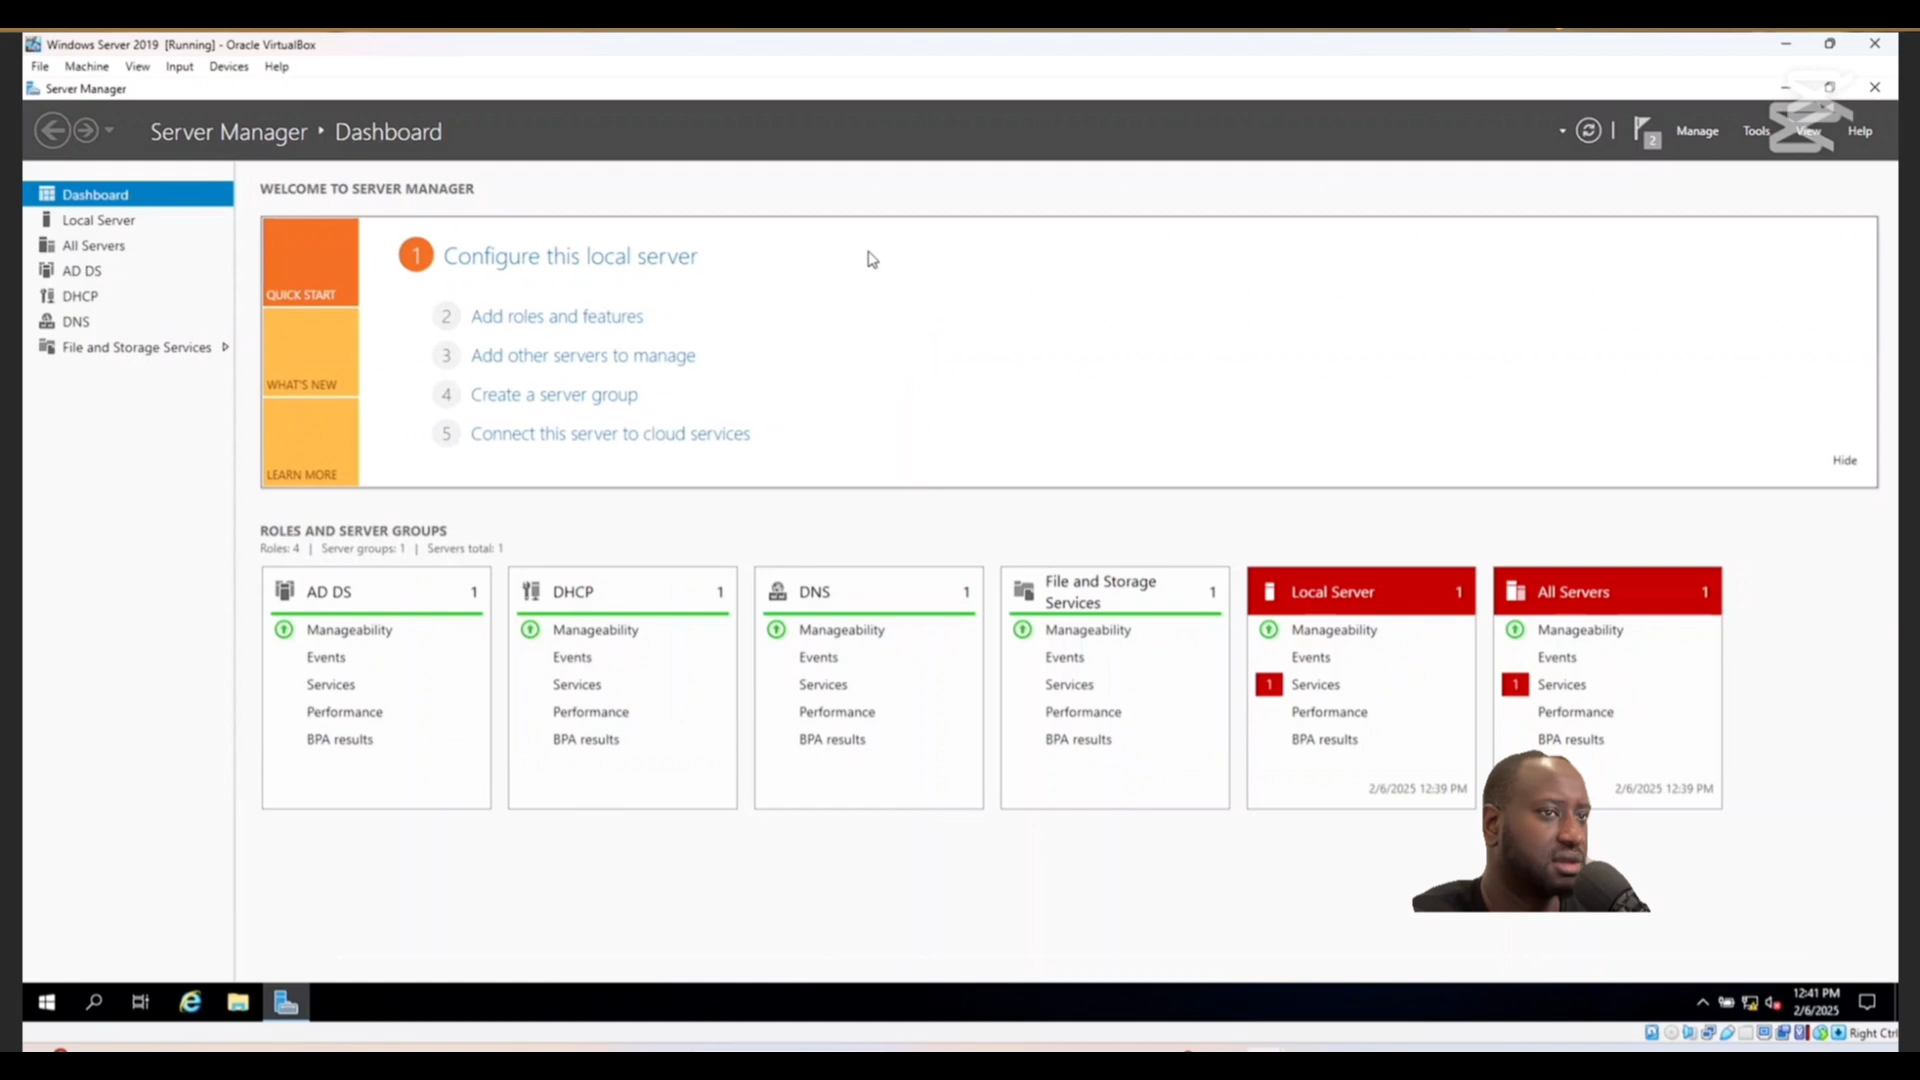 Windows Server 2019 [Running] - Oracle VirtualBox
File Machine View Input Devices Help
Server Manager
Server Manager ‣ Dashboard
2 Manage Tools View Help
Dashboard
Local Server
All Servers
AD DS
DHCP
DNS
File and Storage Services
WELCOME TO SERVER MANAGER
QUICK START
WHAT'S NEW
LEARN MORE
1 Configure this local server
2 Add roles and features
3 Add other servers to manage
4 Create a server group
5 Connect this server to cloud services
Hide
ROLES AND SERVER GROUPS
Roles: 4 | Server groups: 1 | Servers total: 1
AD DS 1
Manageability
Events
Services
Performance
BPA results
DHCP 1
Manageability
Events
Services
Performance
BPA results
DNS 1
Manageability
Events
Services
Performance
BPA results
File and Storage
Services 1
Manageability
Events
Services
Performance
BPA results
Local Server 1
Manageability
Events
1 Services
Performance
BPA results
2/6/2025 12:39 PM
All Servers 1
Manageability
Events
1 Services
Performance
BPA results
2/6/2025 12:39 PM
12:41 PM
2/6/2025
Right Ctrl